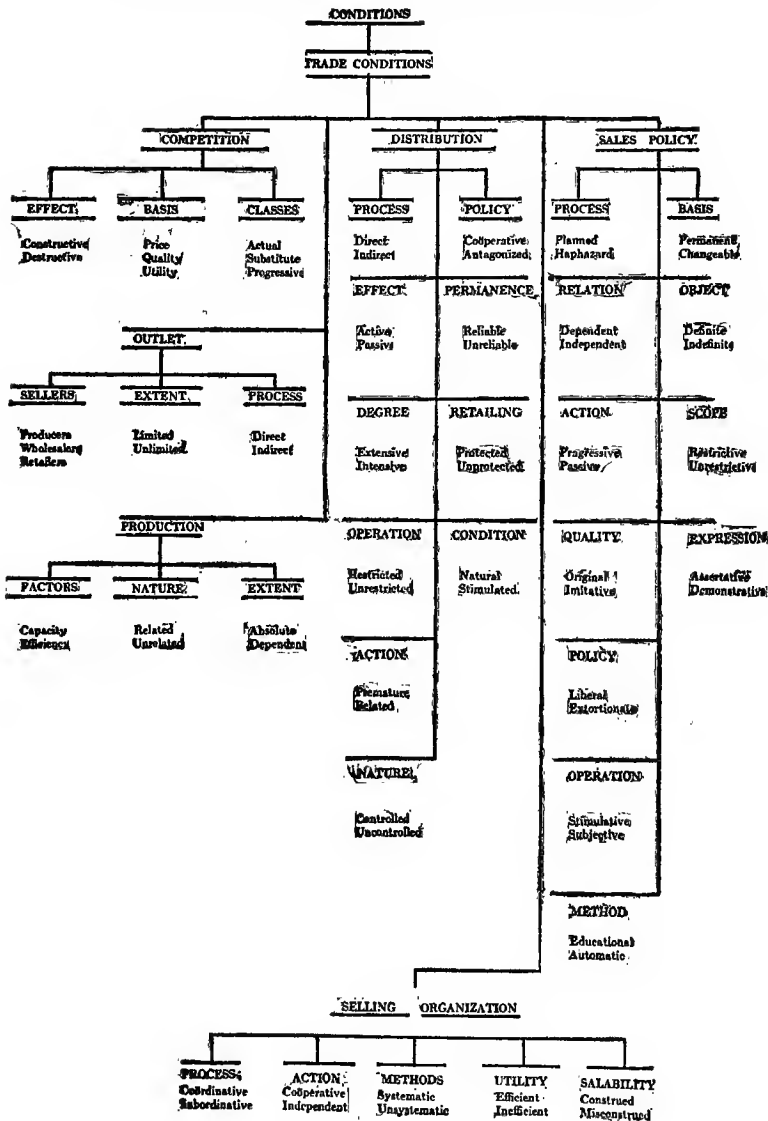 CONDITIONS
TRADE CONDITIONS
COMPETITION
EFFECT
Constructive
Destructive
BASIS
Price
Quality
Utility
CLASSES
Actual
Substitute
Progressive
OUTLET
SELLERS
Producers
Wholesalers
Retailers
EXTENT
Limited
Unlimited
PROCESS
Direct
Indirect
PRODUCTION
FACTORS
Capacity
Efficiency
NATURE
Related
Unrelated
EXTENT
Absolute
Dependent
DISTRIBUTION
PROCESS
Direct
Indirect
POLICY
Coöperative
Antagonized
EFFECT
Active
Passive
PERMANENCE
Reliable
Unreliable
DEGREE
Extensive
Intensive
RETAILING
Protected
Unprotected
OPERATION
Restricted
Unrestricted
CONDITION
Natural
Stimulated
ACTION
Premature
Related
NATURE
Controlled
Uncontrolled
SALES POLICY
PROCESS
Planned
Haphazard
BASIS
Permanent
Changeable
RELATION
Dependent
Independent
OBJECT
Definite
Indefinite
ACTION
Progressive
Passive
SCOPE
Restrictive
Unrestrictive
QUALITY
Original
Imitative
EXPRESSION
Assertative
Demonstrative
POLICY
Liberal
Extortionate
OPERATION
Stimulative
Subjective
METHOD
Educational
Automatic
SELLING ORGANIZATION
PROCESS
Coördinative
Subordinative
ACTION
Coöperative
Independent
METHODS
Systematic
Unsystematic
UTILITY
Efficient
Inefficient
SALABILITY
Construed
Misconstrued